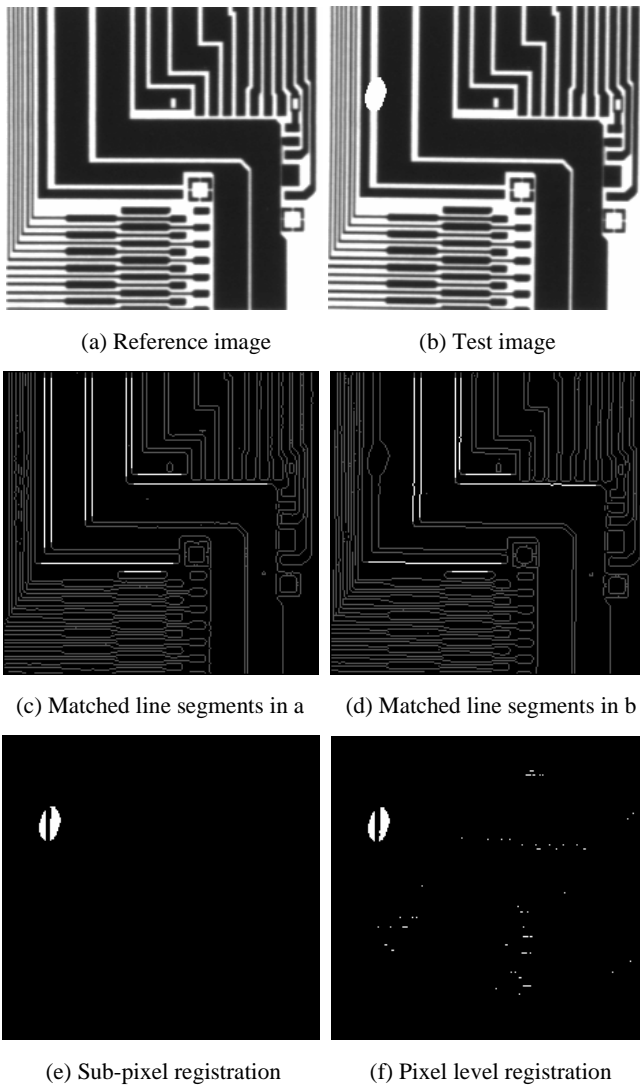 (a) Reference image
(b) Test image
(c) Matched line segments in a
(d) Matched line segments in b
(e) Sub-pixel registration
(f) Pixel level registration